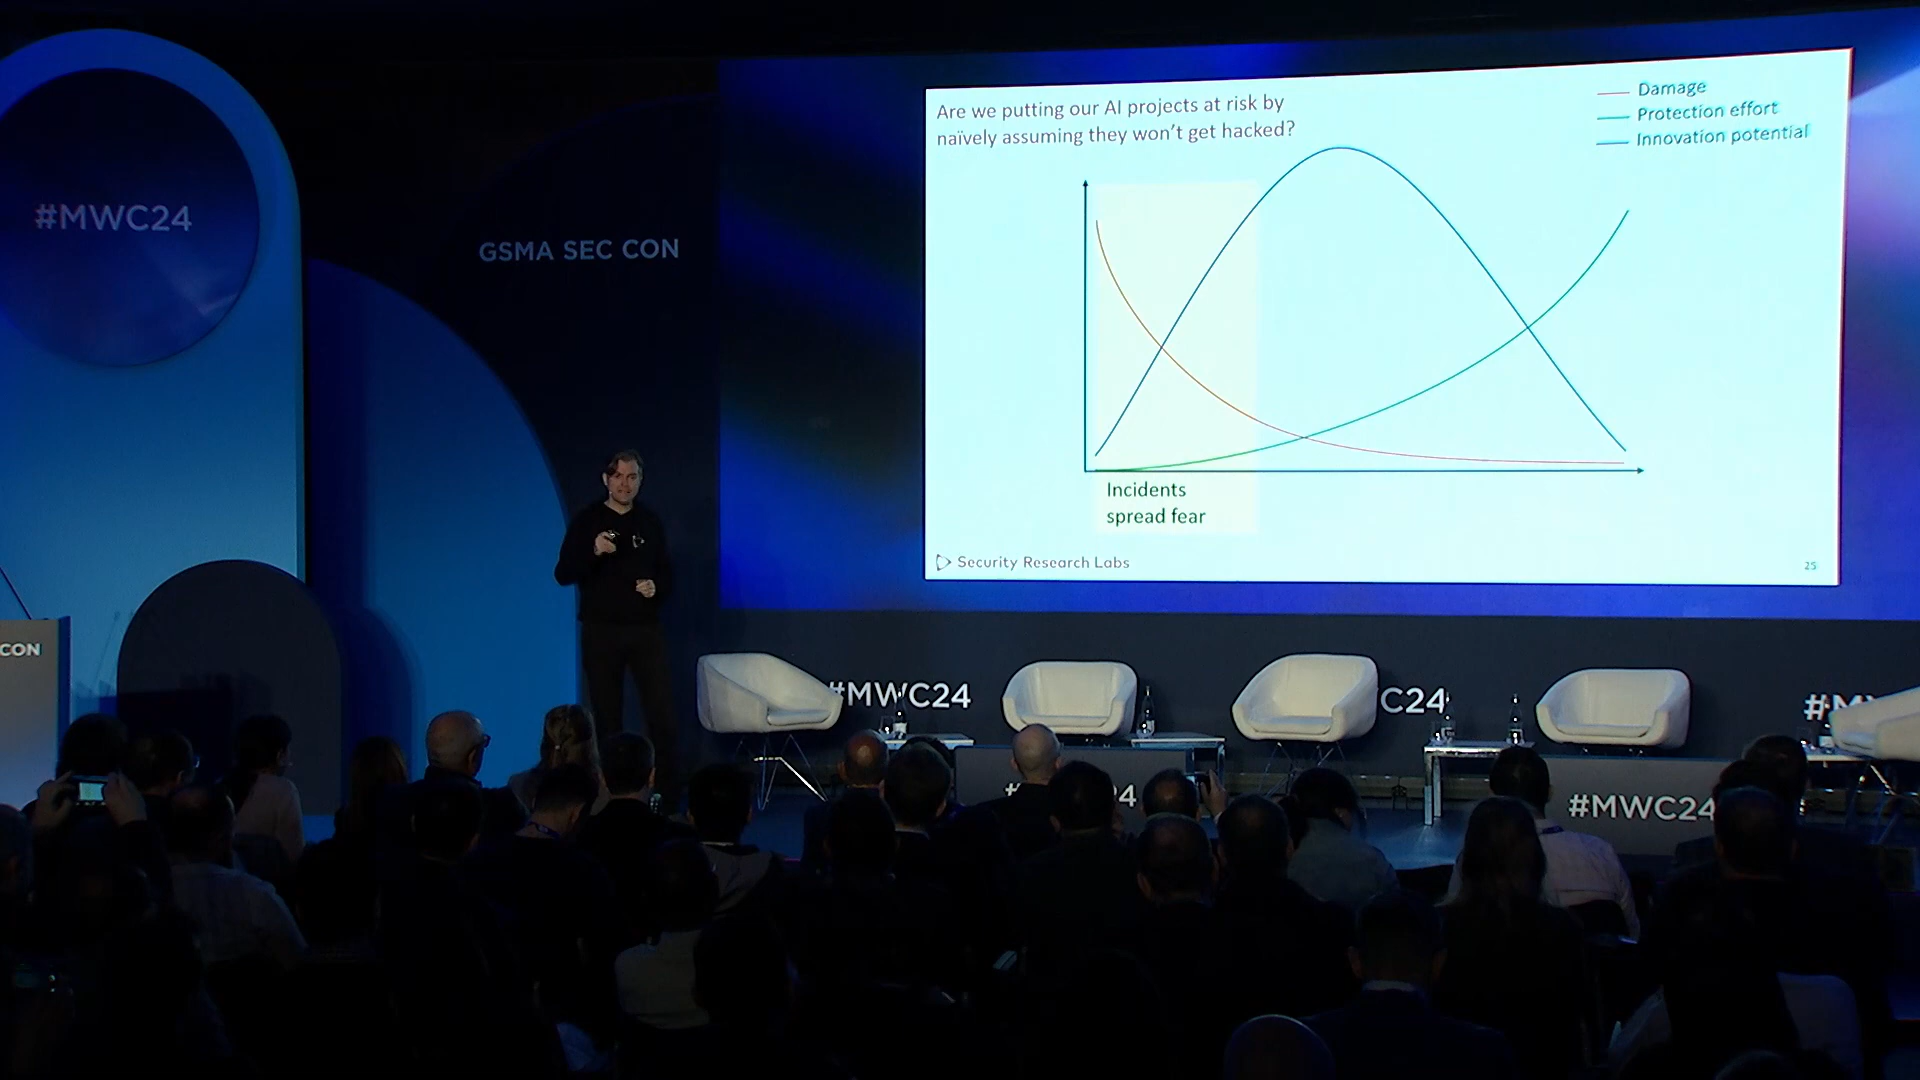 #MWC24
GSMA SEC CON
Are we putting our AI projects at risk by
naïvely assuming they won't get hacked?
Damage
Protection effort
Innovation potential
Incidents
spread fear
Security Research Labs
25
CON
#MWC24
C24
#M
24
#MWC24